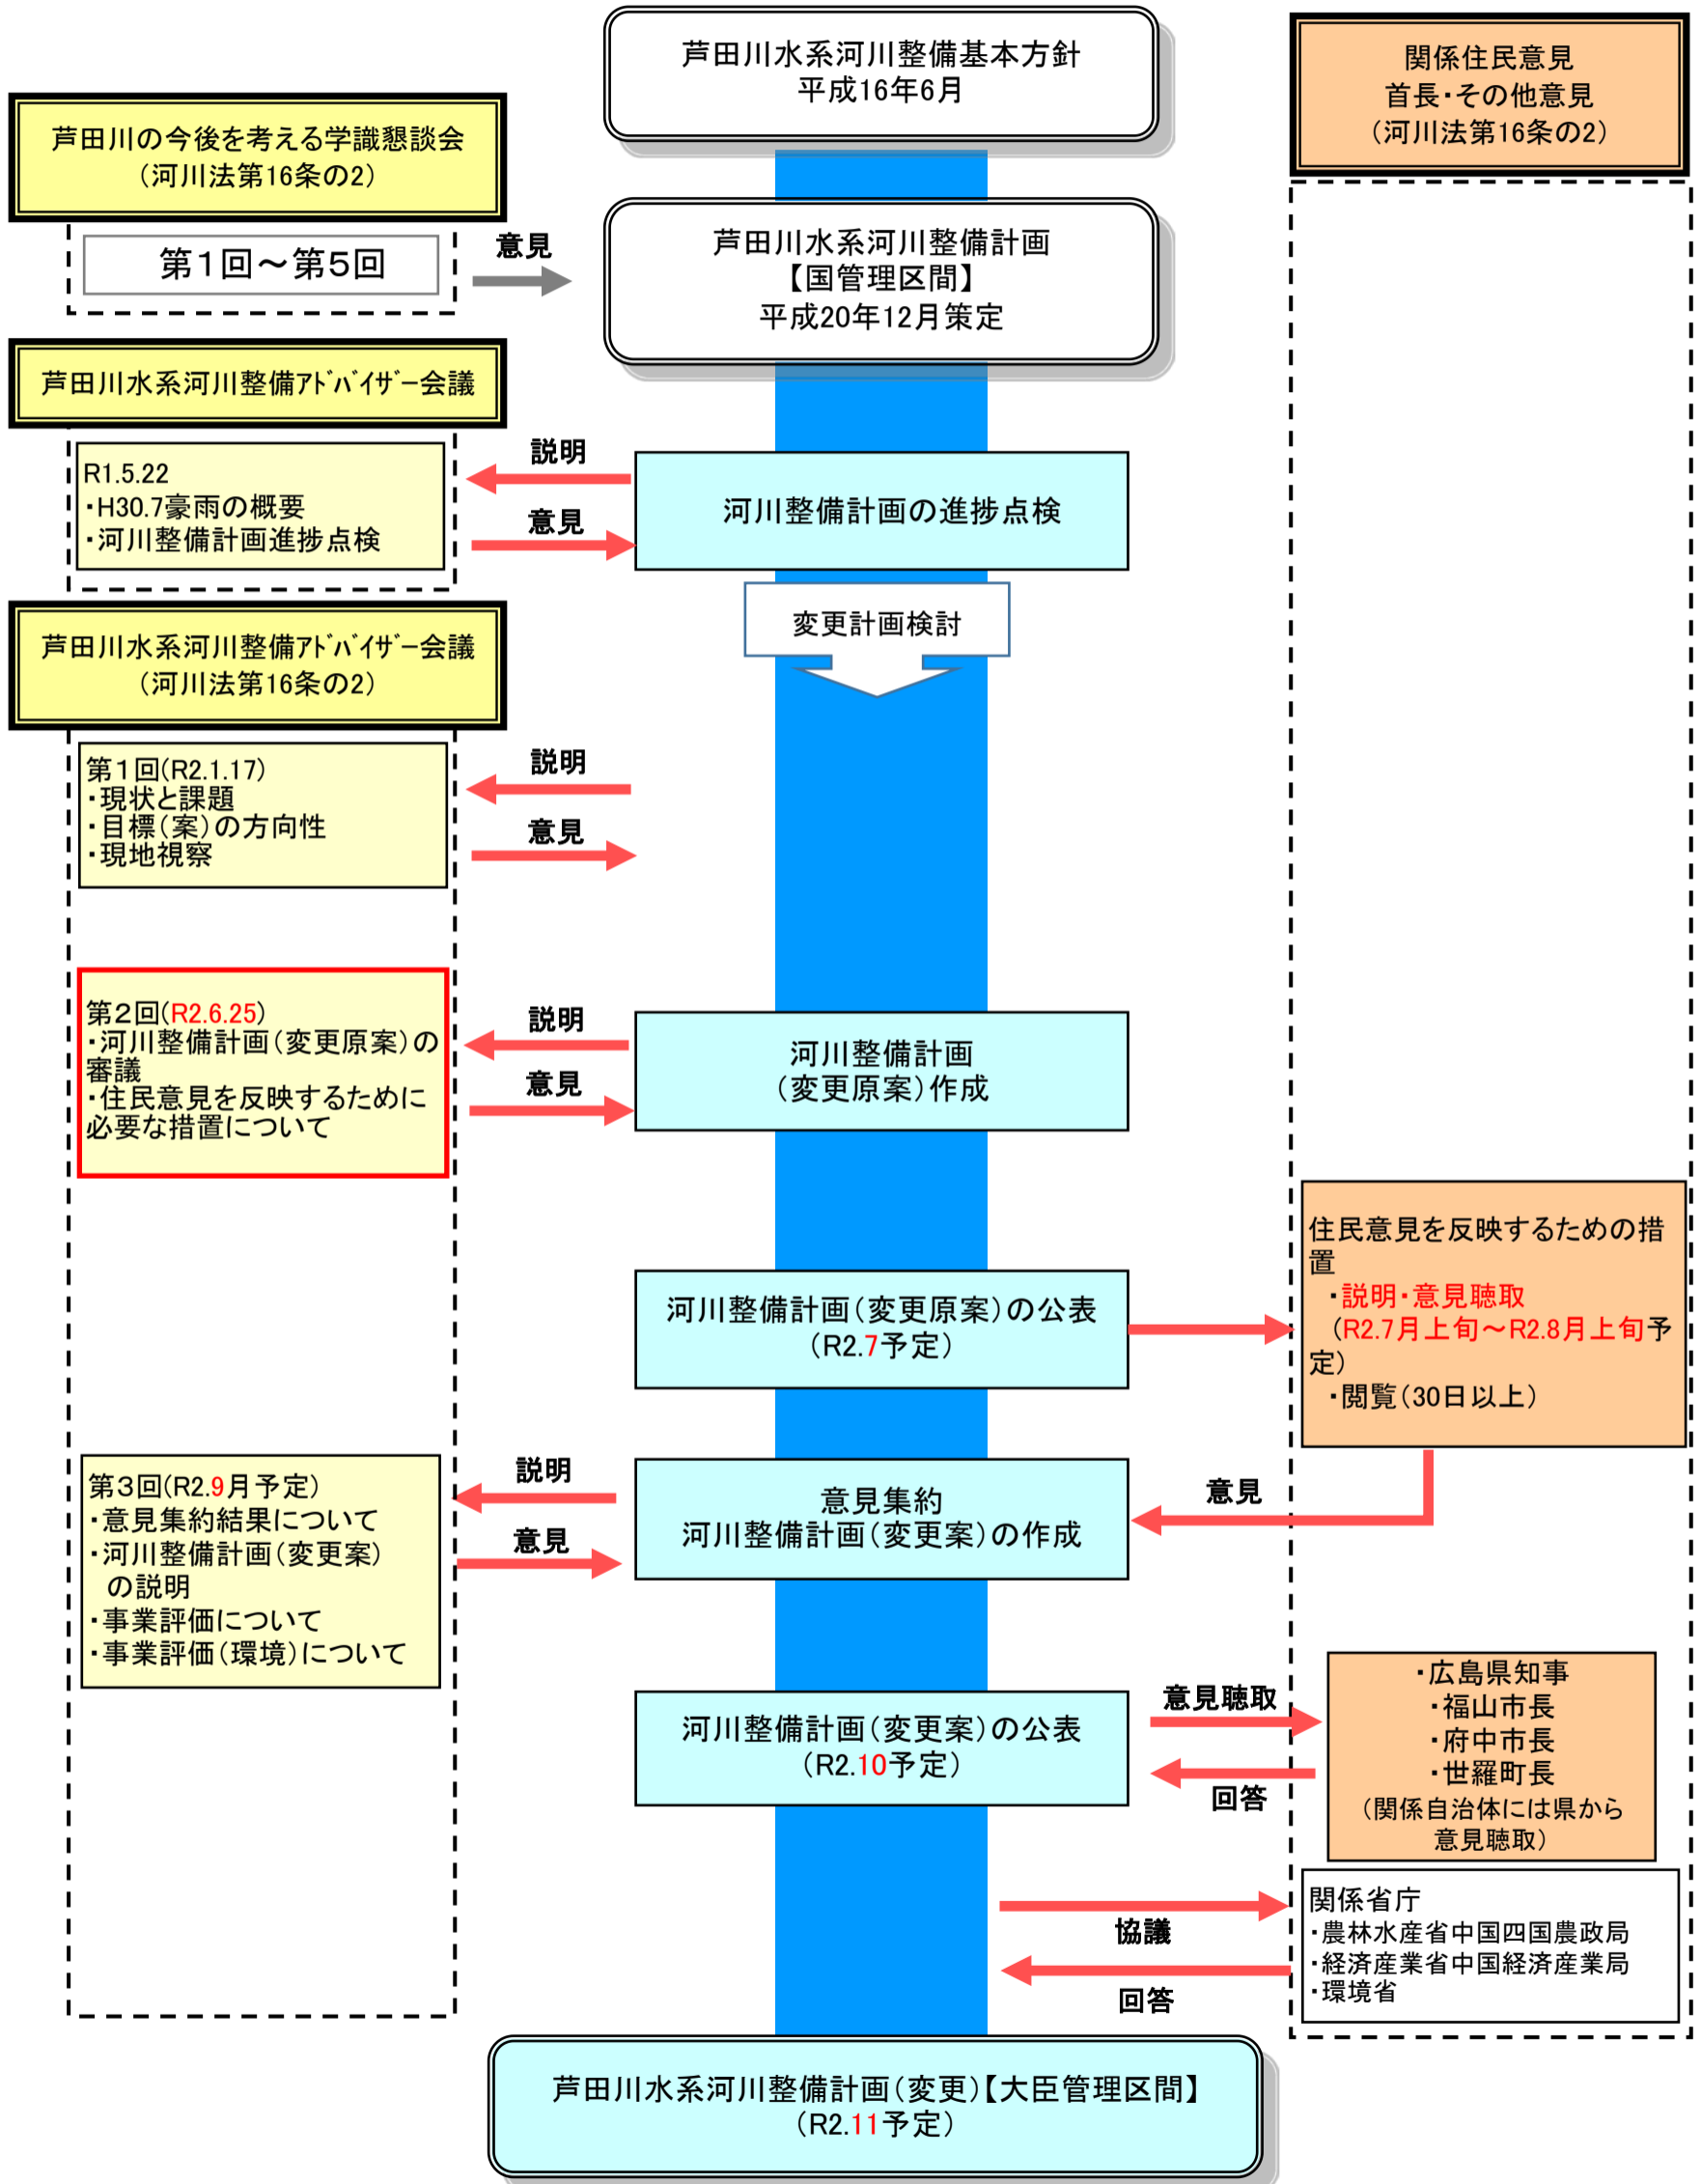 芦田川水系河川整備基本方針
平成16年6月
関係住民意見
首長・その他意見
（河川法第16条の2）
芦田川の今後を考える学識懇談会
（河川法第16条の2）
第１回～第５回
意見
芦田川水系河川整備計画
【国管理区間】
平成20年12月策定
芦田川水系河川整備ｱﾄﾞﾊﾞｲｻﾞｰ会議
R1.5.22
・H30.7豪雨の概要
・河川整備計画進捗点検
説明
意見
河川整備計画の進捗点検
変更計画検討
芦田川水系河川整備ｱﾄﾞﾊﾞｲｻﾞｰ会議
（河川法第16条の2）
第１回(R2.1.17)
・現状と課題
・目標（案）の方向性
・現地視察
説明
意見
第２回(R2.6.25)
・河川整備計画（変更原案）の
審議
・住民意見を反映するために
必要な措置について
説明
意見
河川整備計画
（変更原案）作成
河川整備計画（変更原案）の公表
（R2.7予定）
住民意見を反映するための措
置
・説明・意見聴取
（R2.7月上旬～R2.8月上旬予
定）
・閲覧（30日以上）
第３回(R2.9月予定)
・意見集約結果について
・河川整備計画（変更案）
の説明
・事業評価について
・事業評価（環境）について
説明
意見
意見集約
河川整備計画（変更案）の作成
意見
河川整備計画（変更案）の公表
（R2.10予定）
意見聴取
回答
・広島県知事
・福山市長
・府中市長
・世羅町長
（関係自治体には県から
意見聴取）
協議
回答
関係省庁
・農林水産省中国四国農政局
・経済産業省中国経済産業局
・環境省
芦田川水系河川整備計画（変更）【大臣管理区間】
（R2.11予定）